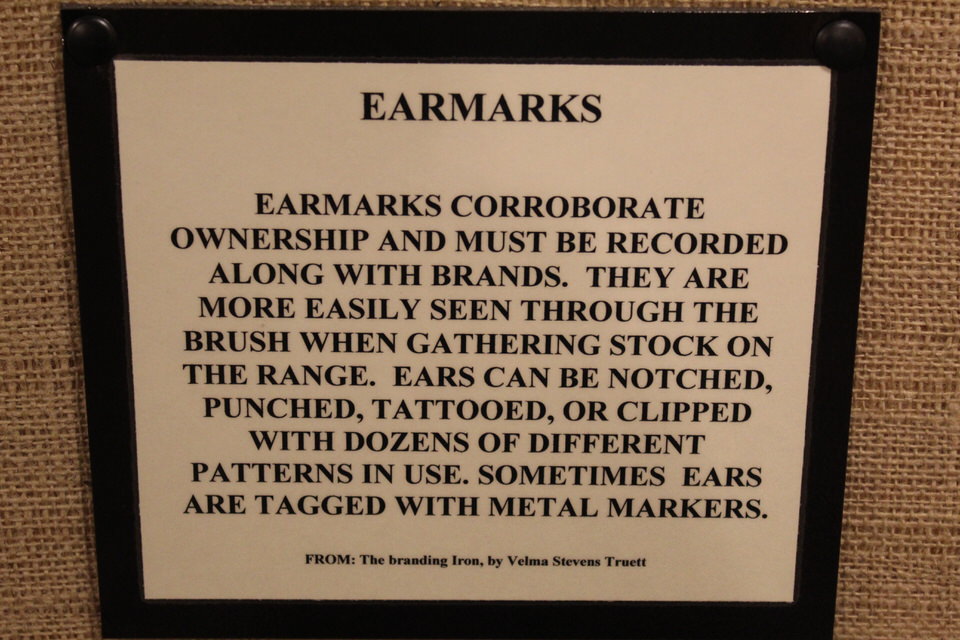 EARMARKS
EARMARKS CORROBORATE
OWNERSHIP AND MUST BE RECORDED
ALONG WITH BRANDS. THEY ARE
MORE EASILY SEEN THROUGH THE
BRUSH WHEN GATHERING STOCK ON
THE RANGE. EARS CAN BE NOTCHED,
PUNCHED, TATTOOED, OR CLIPPED
WITH DOZENS OF DIFFERENT
PATTERNS IN USE. SOMETIMES EARS
ARE TAGGED WITH METAL MARKERS.
FROM: The branding Iron, by Velma Stevens Truett